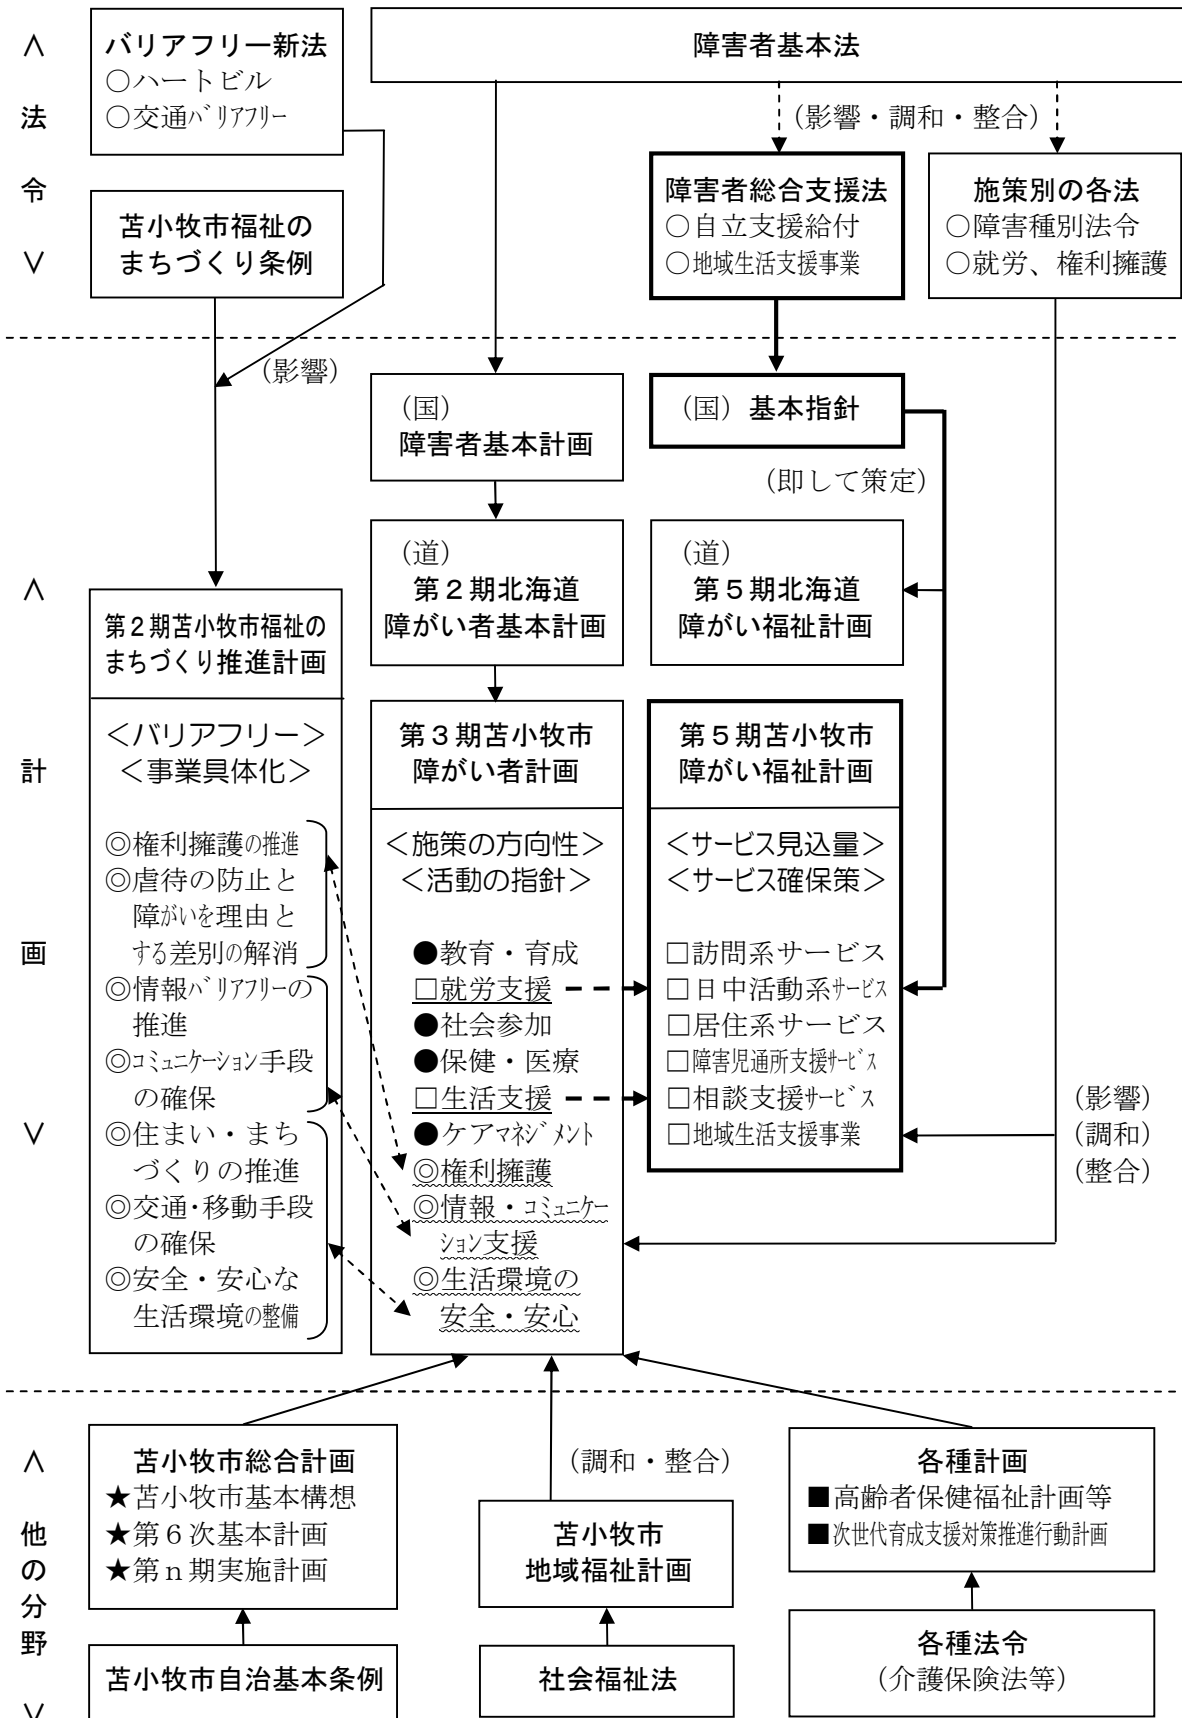 ＜法令＞
バリアフリー新法
○ハートビル
○交通バリアフリー
障害者基本法
（影響・調和・整合）
苫小牧市福祉の
まちづくり条例
障害者総合支援法
○自立支援給付
○地域生活支援事業
施策別の各法
○障害種別法令
○就労、権利擁護
（影響）
＜計画＞
（国）
障害者基本計画
（国）基本指針
（即して策定）
（道）
第２期北海道
障がい者基本計画
（道）
第５期北海道
障がい福祉計画
第２期苫小牧市福祉の
まちづくり推進計画
＜バリアフリー＞
＜事業具体化＞
◎権利擁護の推進
◎虐待の防止と
障がいを理由と
する差別の解消
◎情報バリアフリーの
推進
◎コミュニケーション手段
の確保
◎住まい・まち
づくりの推進
◎交通・移動手段
の確保
◎安全・安心な
生活環境の整備
第３期苫小牧市
障がい者計画
＜施策の方向性＞
＜活動の指針＞
●教育・育成
□就労支援
●社会参加
●保健・医療
□生活支援
●ケアマネジメント
◎権利擁護
◎情報・コミュニケー
ション支援
◎生活環境の
安全・安心
第５期苫小牧市
障がい福祉計画
＜サービス見込量＞
＜サービス確保策＞
□訪問系サービス
□日中活動系サービス
□居住系サービス
□障害児通所支援サービス
□相談支援サービス
□地域生活支援事業
（影響）
（調和）
（整合）
＜他の分野＞
苫小牧市総合計画
★苫小牧市基本構想
★第６次基本計画
★第ｎ期実施計画
（調和・整合）
苫小牧市
地域福祉計画
各種計画
■高齢者保健福祉計画等
■次世代育成支援対策推進行動計画
苫小牧市自治基本条例
社会福祉法
各種法令
（介護保険法等）